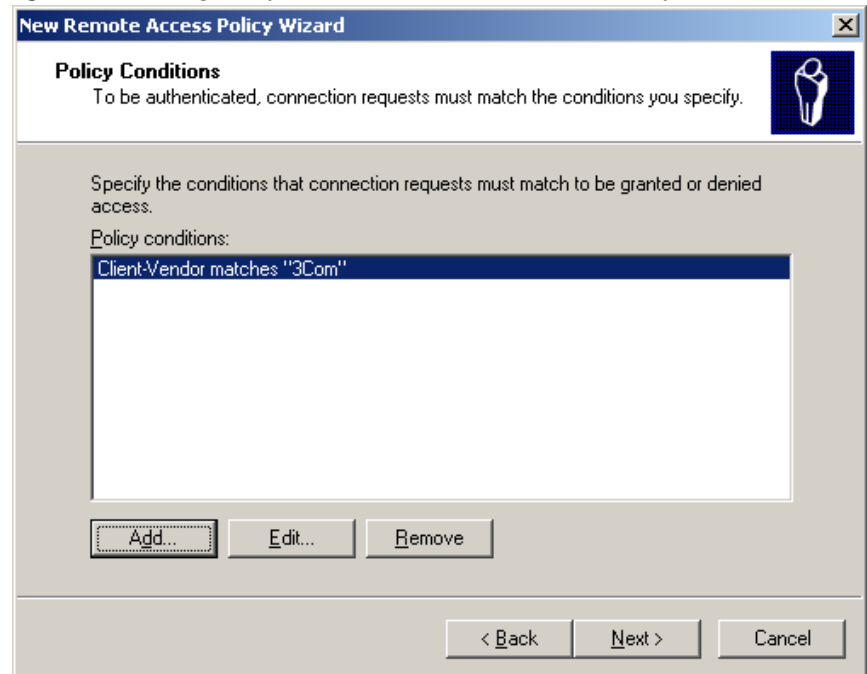 New Remote Access Policy Wizard
Policy Conditions
To be authenticated, connection requests must match the conditions you specify.
Specify the conditions that connection requests must match to be granted or denied
access.
Policy conditions:
Client-Vendor matches "3Com"
Add...
Edit...
Remove
< Back
Next >
Cancel